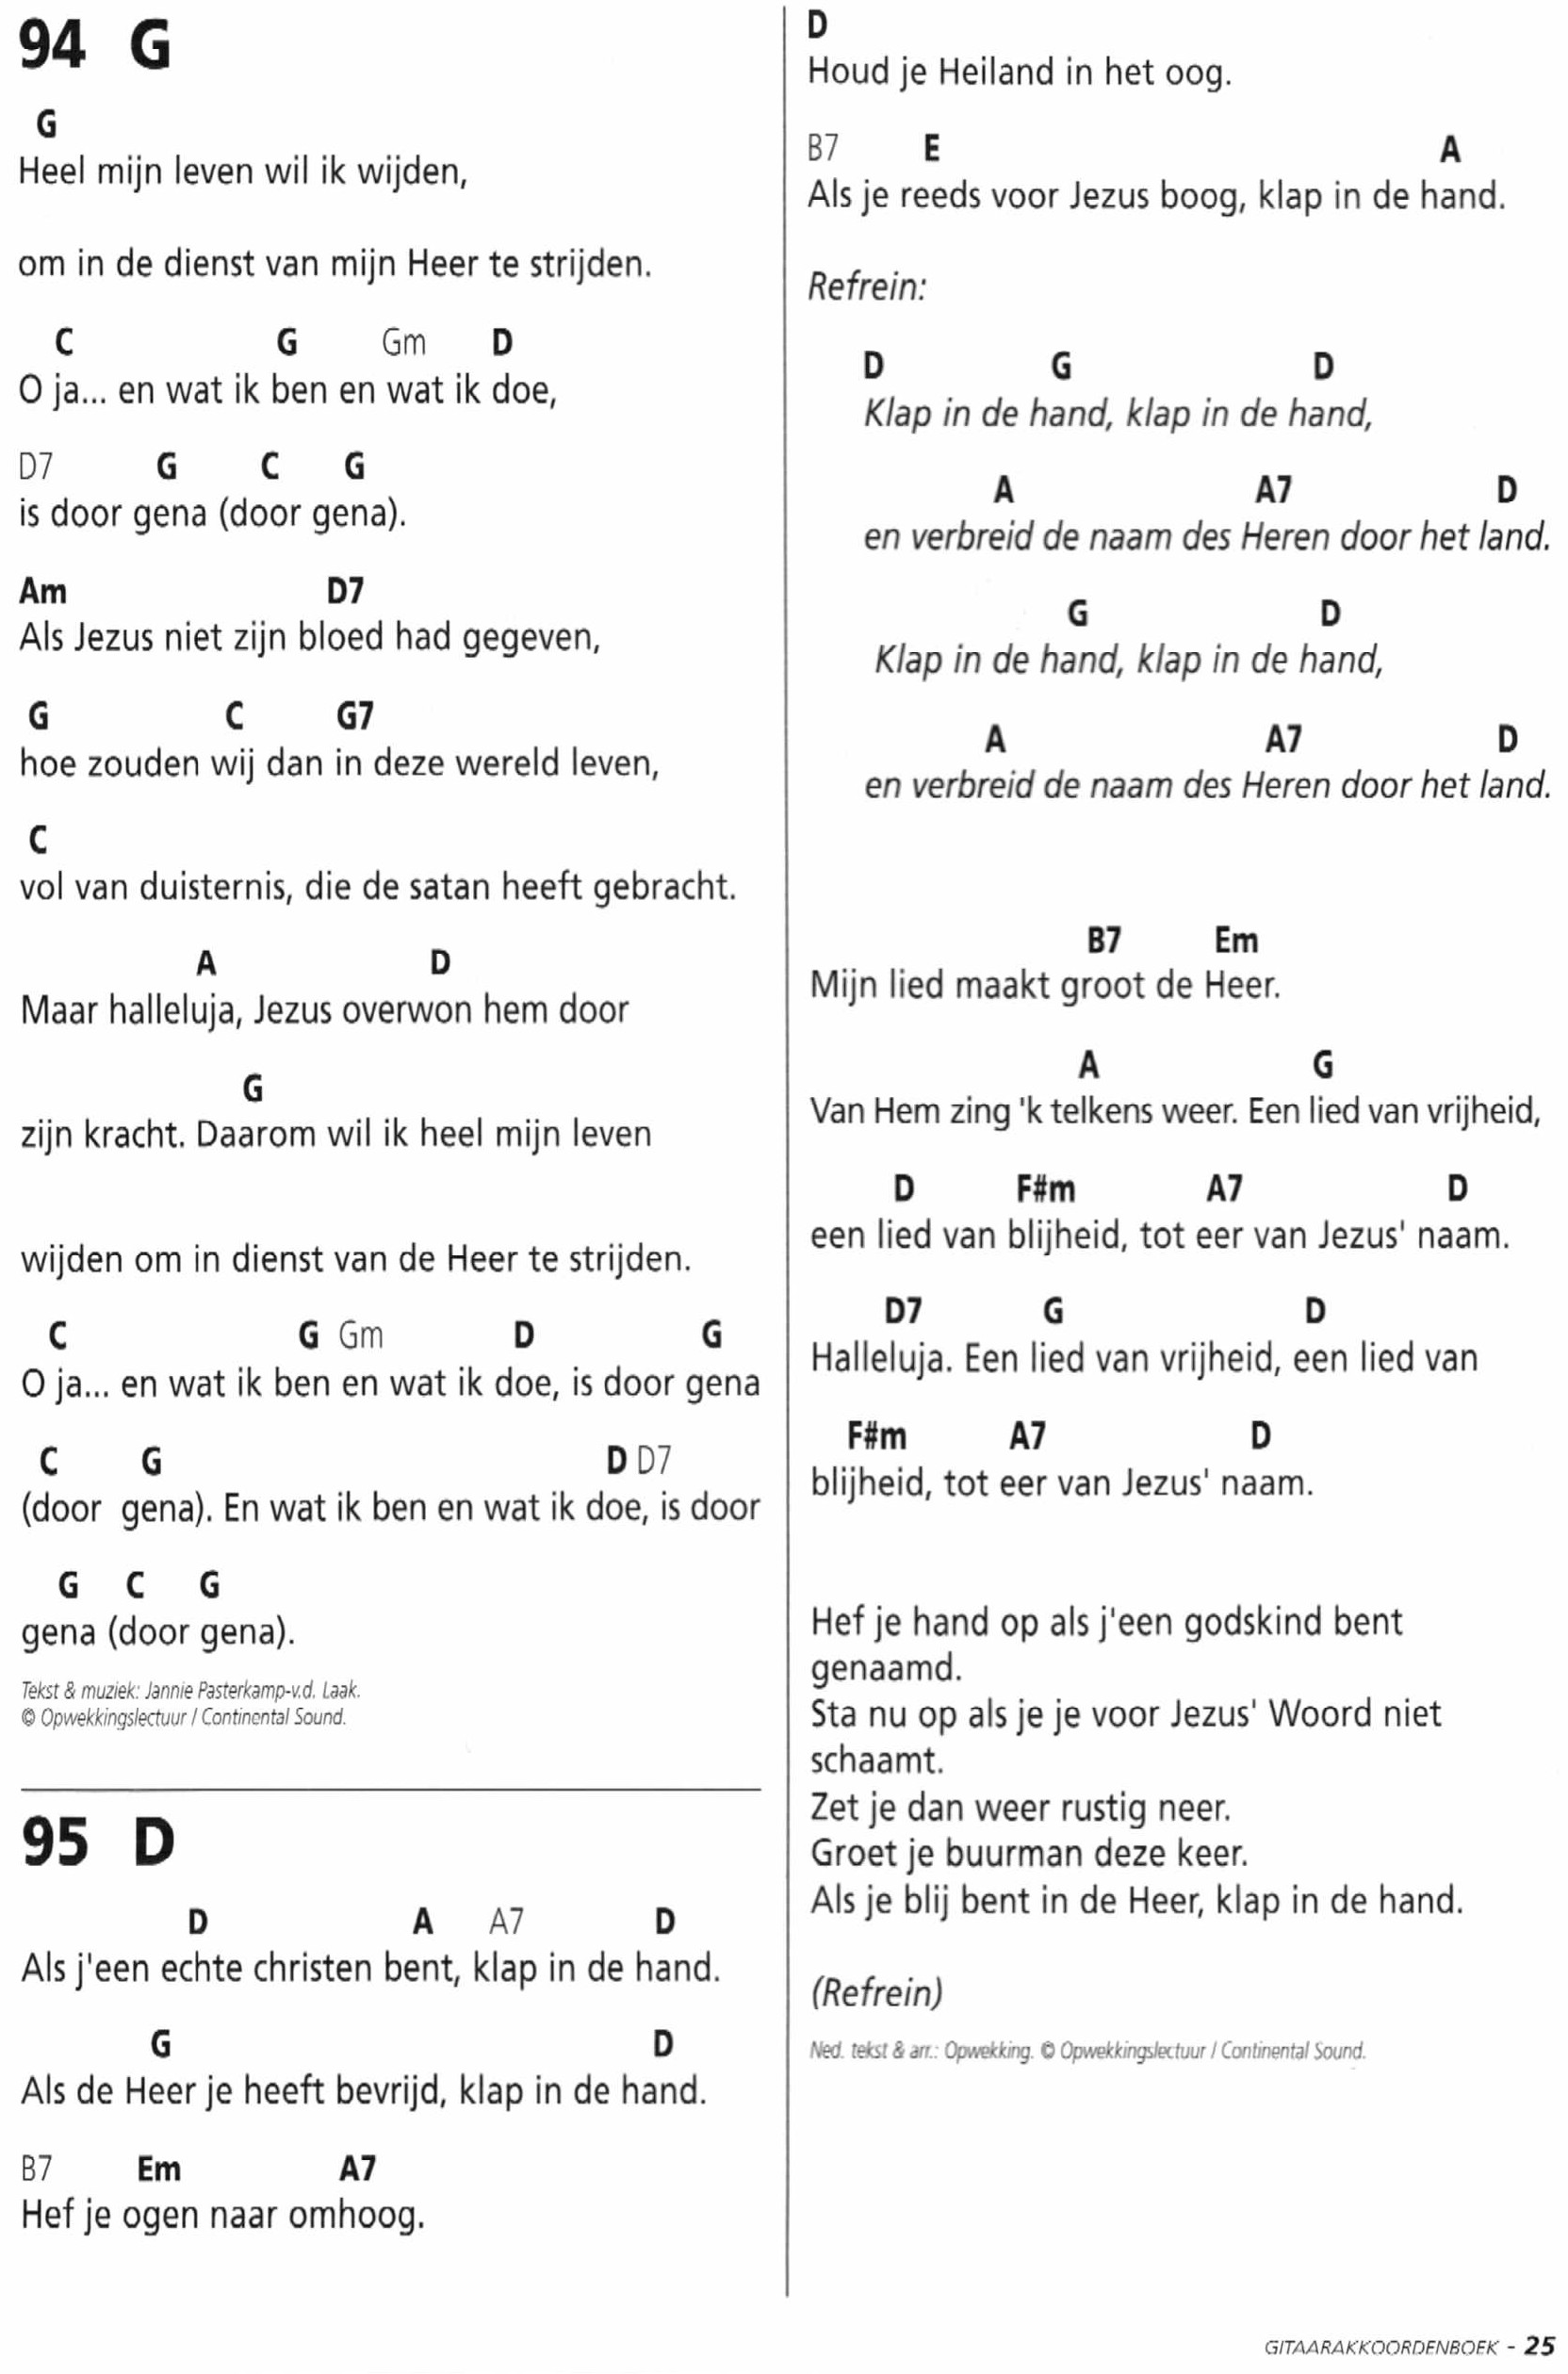 94 G
G
Heel mijn leven wil ik wijden,
om in de dienst van mijn Heer te strijden.
C G Gm D
O ja... en wat ik ben en wat ik doe,
D7 G C G
is door gena (door gena).
Am D7
Als Jezus niet zijn bloed had gegeven,
G C G7
hoe zouden wij dan in deze wereld leven,
C
vol van duisternis, die de satan heeft gebracht.
A D
Maar halleluja, Jezus overwon hem door
G
zijn kracht. Daarom wil ik heel mijn leven
wijden om in dienst van de Heer te strijden.
C G Gm D G
O ja... en wat ik ben en wat ik doe, is door gena
C G D D7
(door gena). En wat ik ben en wat ik doe, is door
G C G
gena (door gena).
Tekst & muziek: Jannie Pasterkamp-v.d. Laak.
© Opwekkingslectuur / Continental Sound.
95 D
D A A7 D
Als j'een echte christen bent, klap in de hand.
G D
Als de Heer je heeft bevrijd, klap in de hand.
B7 Em A7
Hef je ogen naar omhoog.
D
Houd je Heiland in het oog.
B7 E A
Als je reeds voor Jezus boog, klap in de hand.
Refrein:
D G D
Klap in de hand, klap in de hand,
A A7 D
en verbreid de naam des Heren door het land.
G D
Klap in de hand, klap in de hand,
A A7 D
en verbreid de naam des Heren door het land.
B7 Em
Mijn lied maakt groot de Heer.
A G
Van Hem zing 'k telkens weer. Een lied van vrijheid,
D F#m A7 D
een lied van blijheid, tot eer van Jezus' naam.
D7 G D
Halleluja. Een lied van vrijheid, een lied van
F#m A7 D
blijheid, tot eer van Jezus' naam.
Hef je hand op als j'een godskind bent
genaamd.
Sta nu op als je je voor Jezus' Woord niet
schaamt.
Zet je dan weer rustig neer.
Groet je buurman deze keer.
Als je blij bent in de Heer, klap in de hand.
(Refrein)
Ned. tekst & arr.: Opwekking. © Opwekkingslectuur / Continental Sound.
GITAARAKKOORDENBOEK - 25